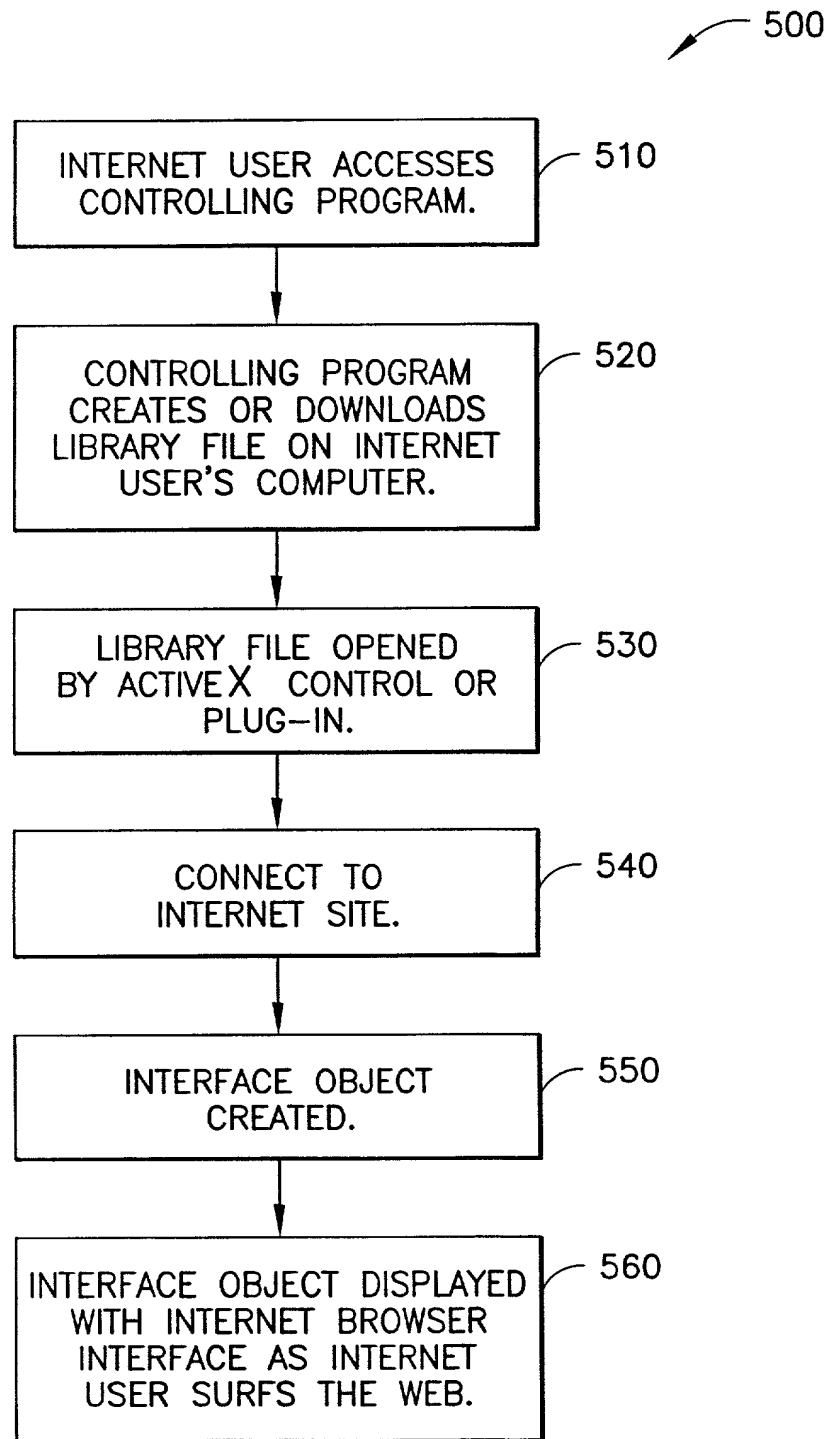 500
INTERNET USER ACCESSES
CONTROLLING PROGRAM.
510
CONTROLLING PROGRAM
CREATES OR DOWNLOADS
LIBRARY FILE ON INTERNET
USER'S COMPUTER.
520
LIBRARY FILE OPENED
BY ACTIVEX CONTROL OR
PLUG-IN.
530
CONNECT TO
INTERNET SITE.
540
INTERFACE OBJECT
CREATED.
550
INTERFACE OBJECT DISPLAYED
WITH INTERNET BROWSER
INTERFACE AS INTERNET
USER SURFS THE WEB.
560